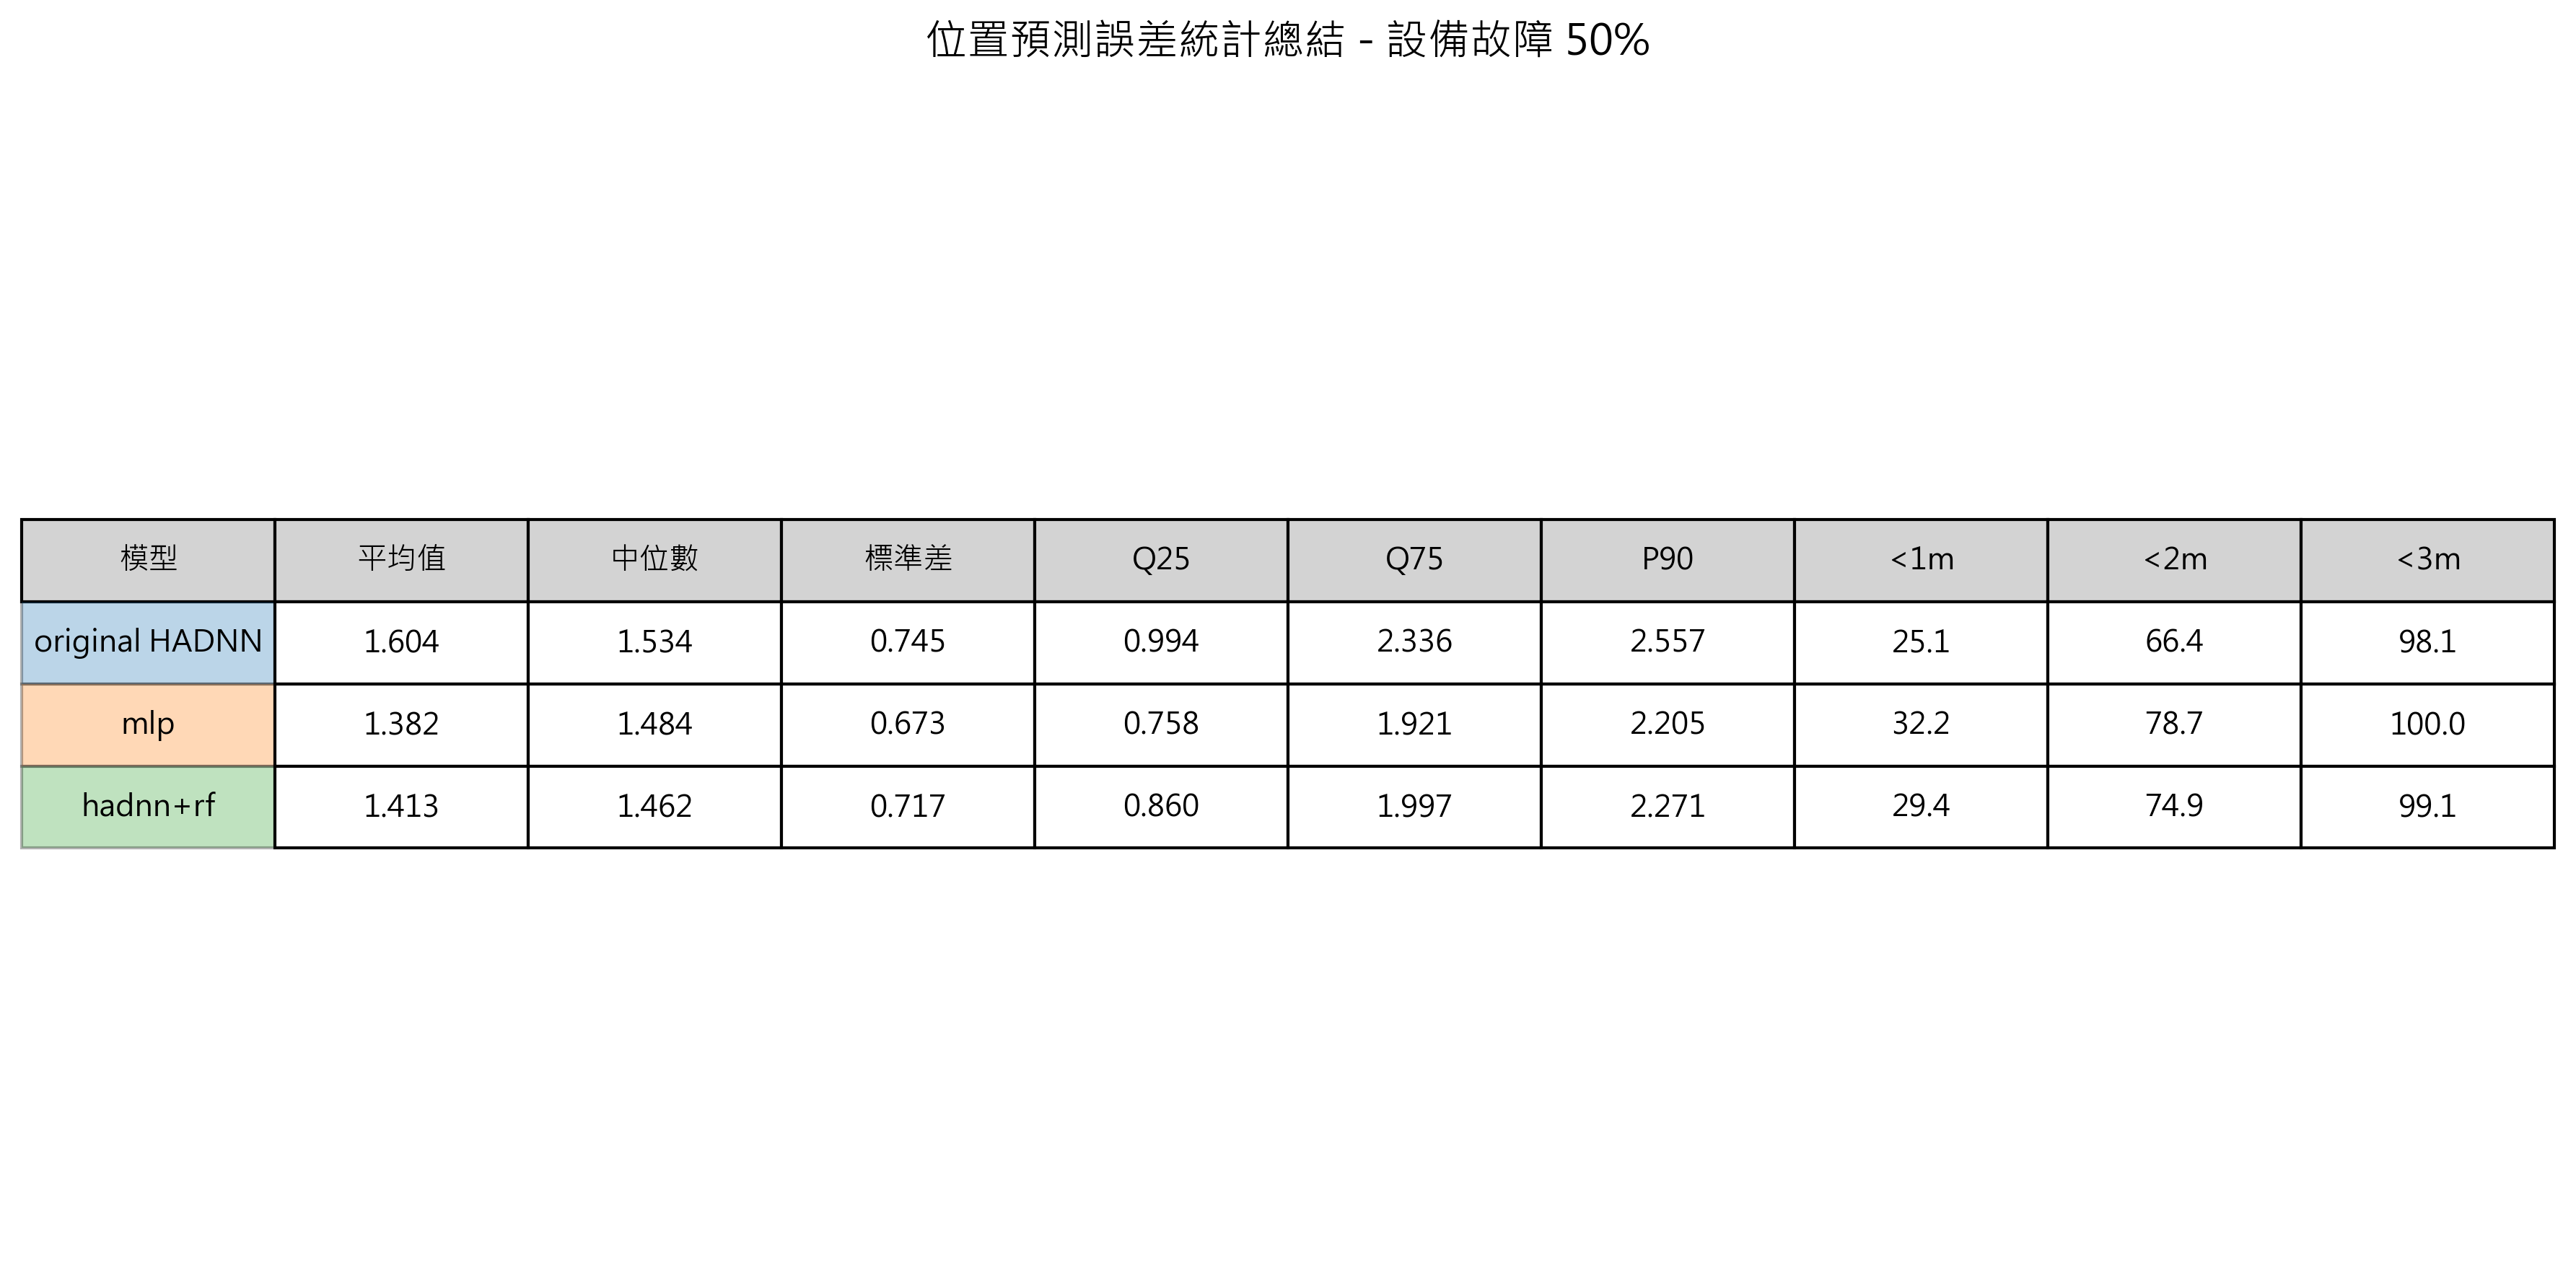 位置預測誤差統計總結 - 設備故障 50%
模型 平均值 中位數 標準差 Q25 Q75 P90 <1m <2m <3m
original HADNN 1.604 1.534 0.745 0.994 2.336 2.557 25.1 66.4 98.1
mlp 1.382 1.484 0.673 0.758 1.921 2.205 32.2 78.7 100.0
hadnn+rf 1.413 1.462 0.717 0.860 1.997 2.271 29.4 74.9 99.1